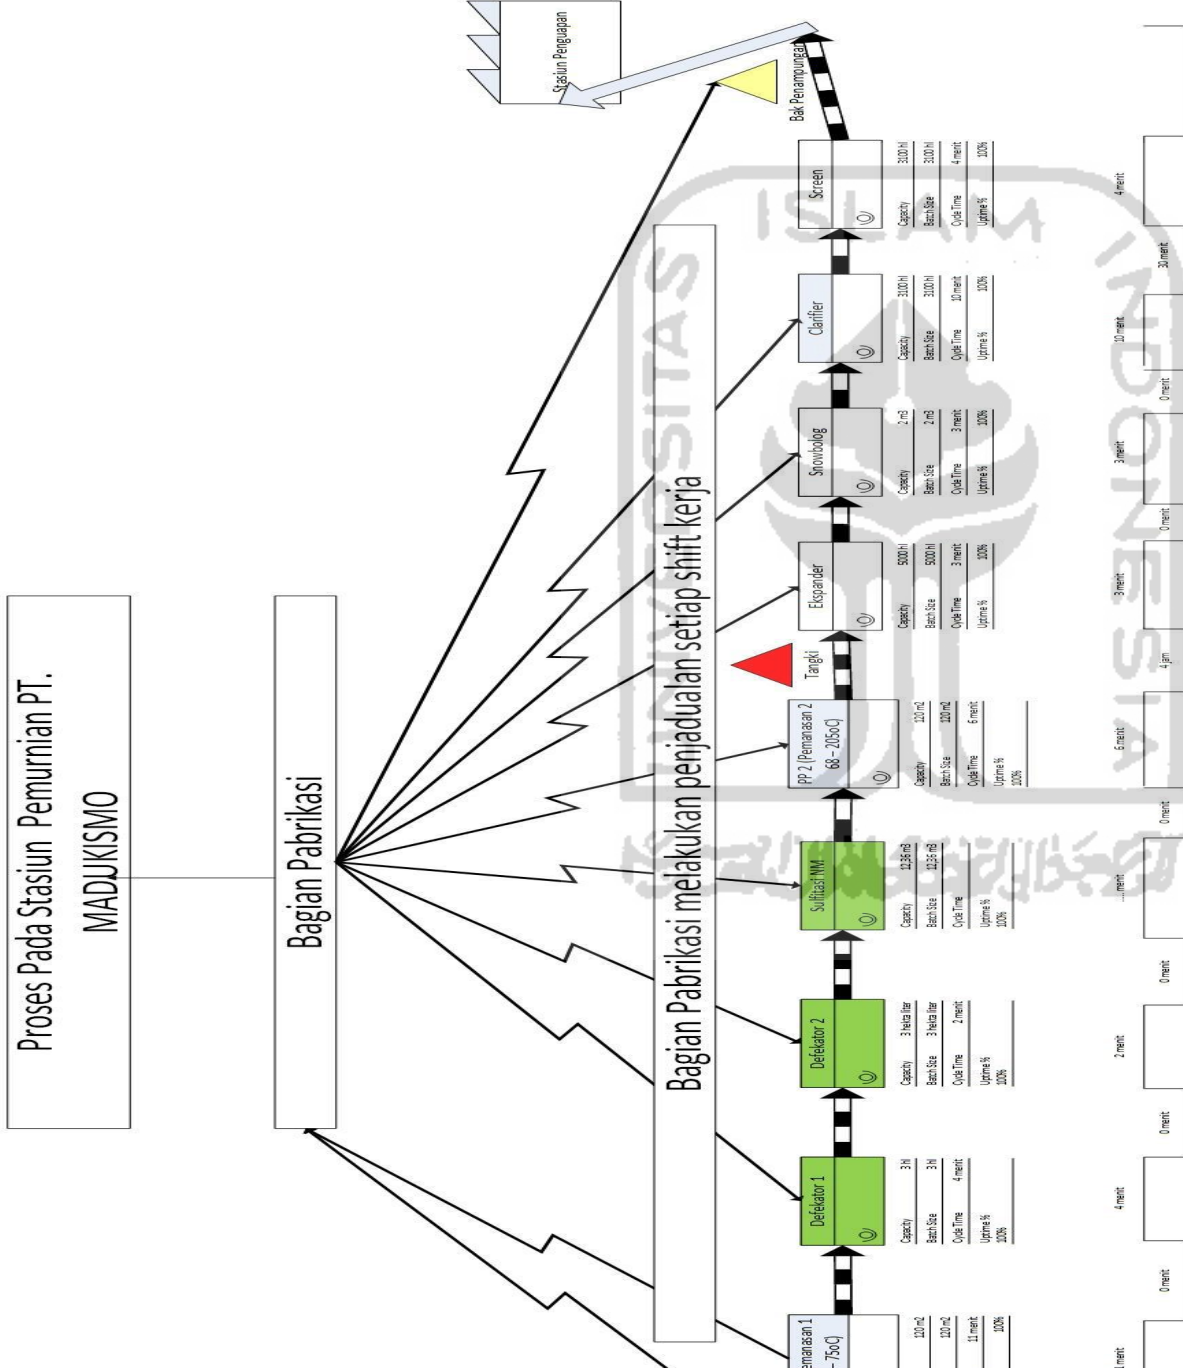 Proses Pada Stasiun Pemurnian PT.
MADUKISMO
Bagian Pabrikasi
Stasiun Penguapan
Bagian Pabrikasi melakukan penjadualan setiap shift kerja
emanasan 1
– 75oC)
120 m2
120 m2
11 menit
100%
Defekator 1
Capacity 3 hl
Batch Size 3 hl
Cycle Time 4 menit
Uptime %
100%
Defekator 2
Capacity 3 hekta liter
Batch Size 3 hekta liter
Cycle Time 2 menit
Uptime %
100%
Sulfitasi NM
Capacity 12,36 m3
Batch Size 12,36 m3
Cycle Time
Uptime %
100%
PP 2 (Pemanasan 2
68 – 205oC)
Capacity 120 m2
Batch Size 120 m2
Cycle Time 6 menit
Uptime %
100%
Tangki
Ekspander
Capacity 5000 hl
Batch Size 5000 hl
Cycle Time 3 menit
Uptime % 100%
Snowbolog
Capacity 2 m3
Batch Size 2 m3
Cycle Time 3 menit
Uptime % 100%
Clarifier
Capacity 3100 hl
Batch Size 3100 hl
Cycle Time 10 menit
Uptime % 100%
Screen
Capacity 3100 hl
Batch Size 3100 hl
Cycle Time 4 menit
Uptime % 100%
Bak Penampungan
menit
0 menit
4 menit
0 menit
2 menit
0 menit
.... menit
0 menit
6 menit
4 jam
3 menit
0 menit
3 menit
0 menit
10 menit
30 menit
4 menit
UNIVERSITAS
ISLAM
INDONESIA